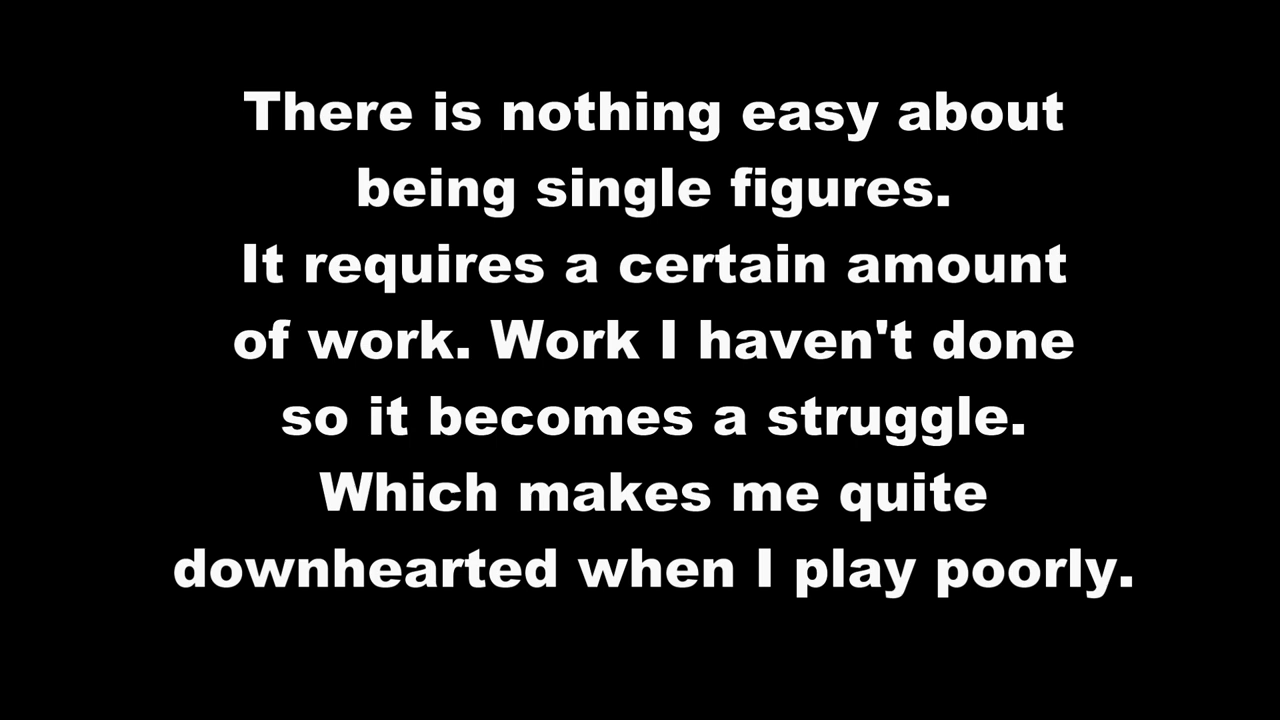 There is nothing easy about
being single figures.
It requires a certain amount
of work. Work I haven't done
so it becomes a struggle.
Which makes me quite
downhearted when I play poorly.